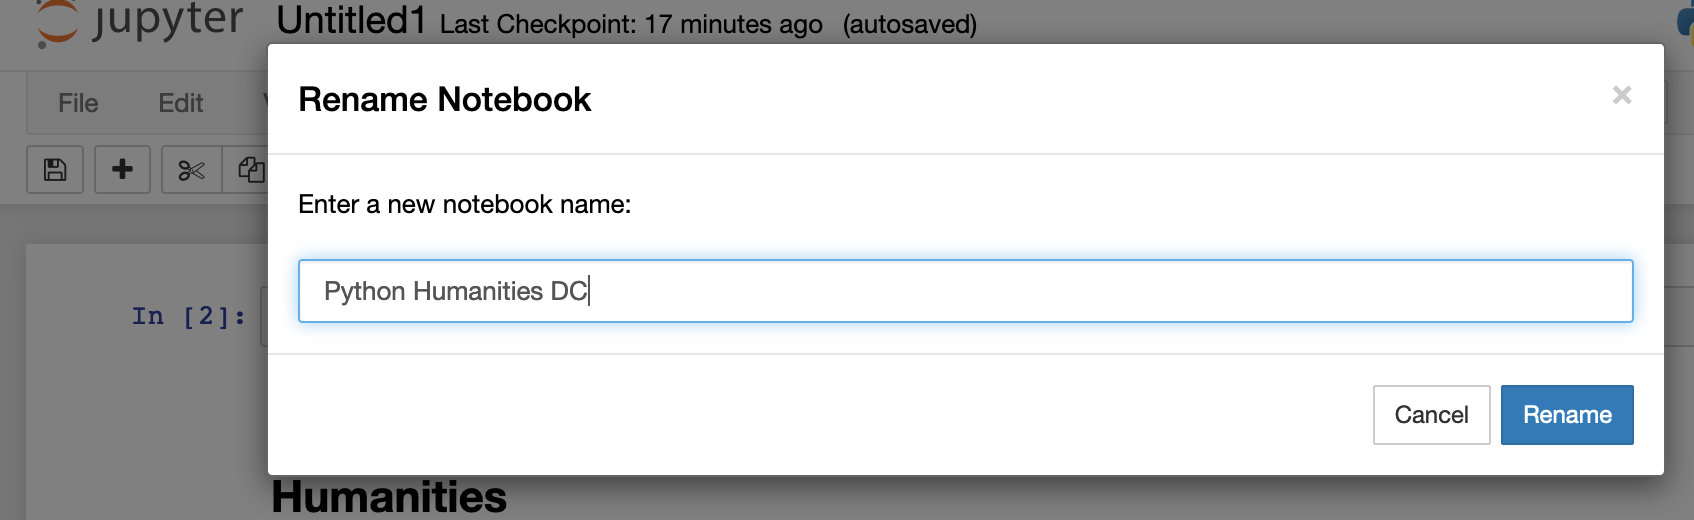 jupyter Untitled1 Last Checkpoint: 17 minutes ago (autosaved)
Rename Notebook ×
File Edit
Enter a new notebook name:
Python Humanities DC
In [2]:
Cancel Rename
Humanities